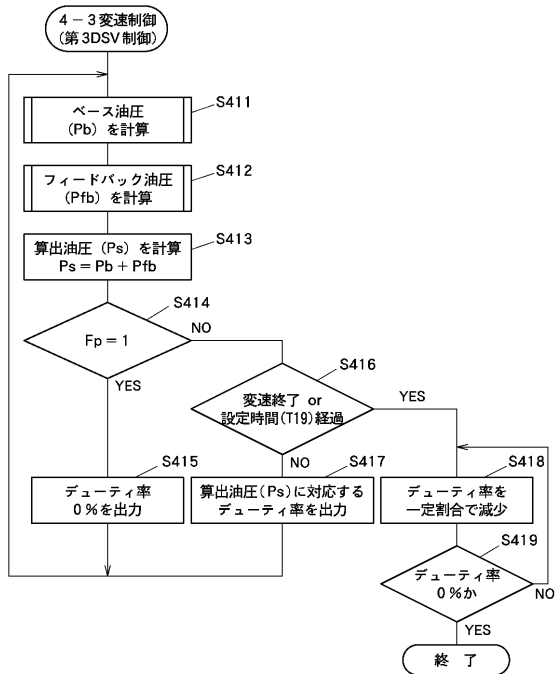 4－3変速制御
(第3DSV制御)
ベース油圧
(Pb)を計算
S411
フィードバック油圧
(Pfb)を計算
S412
算出油圧(Ps)を計算
Ps＝Pb＋Pfb
S413
Fp＝1
S414
NO
YES
変速終了 or
設定時間(T19)経過
S416
YES
NO
デューティ率
0％を出力
S415
算出油圧(Ps)に対応する
デューティ率を出力
S417
デューティ率を
一定割合で減少
S418
デューティ率
0％か
S419
NO
YES
終 了